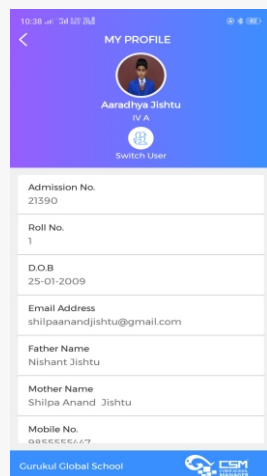 10:38
MY PROFILE
Aaradhya Jishtu
IV A
Switch User
Admission No.
21390
Roll No.
1
D.O.B
25-01-2009
Email Address
shilpaanandjishtu@gmail.com
Father Name
Nishant Jishtu
Mother Name
Shilpa Anand Jishtu
Mobile No.
9855555447
Gurukul Global School
CSM